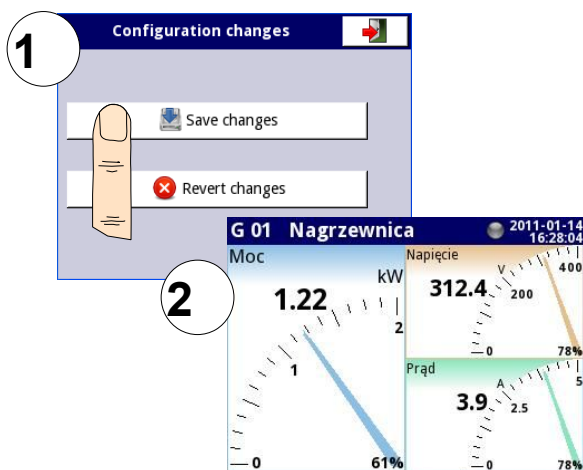 1
Configuration changes
Save changes
Revert changes
2
G 01 Nagrzewnica
2011-01-14
16:28:04
Moc
kW
1.22
2
1
0
61%
Napięcie
V
400
312.4
200
0
78%
Prąd
A
5
3.9
2.5
0
78%